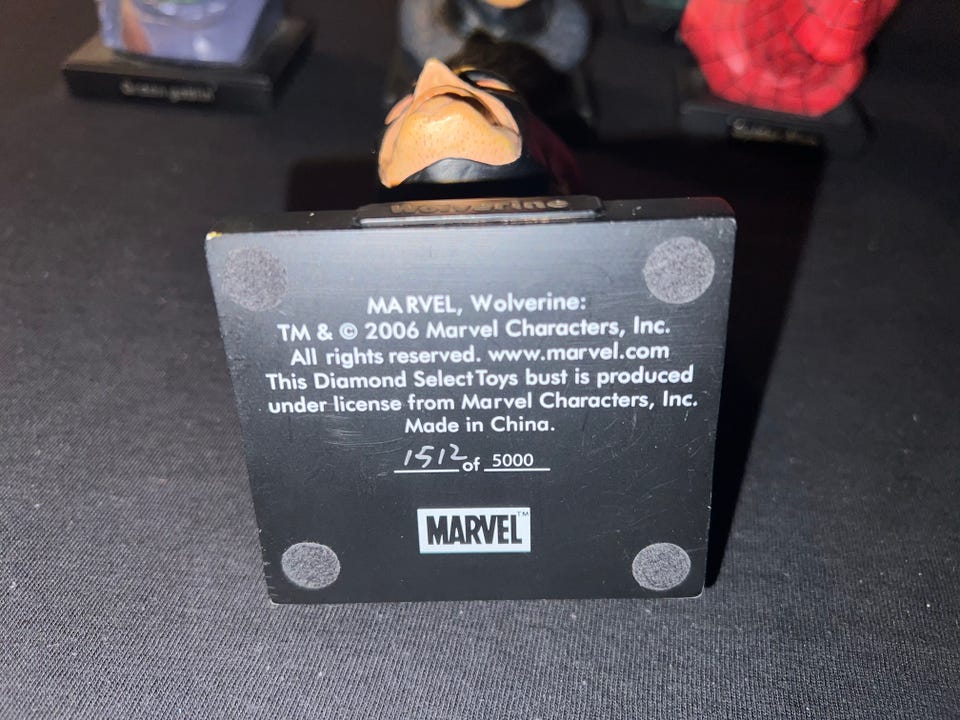 Wolverine
MARVEL, Wolverine:
TM & © 2006 Marvel Characters, Inc.
All rights reserved. www.marvel.com
This Diamond Select Toys bust is produced
under license from Marvel Characters, Inc.
Made in China.
1512 of 5000
MARVEL™